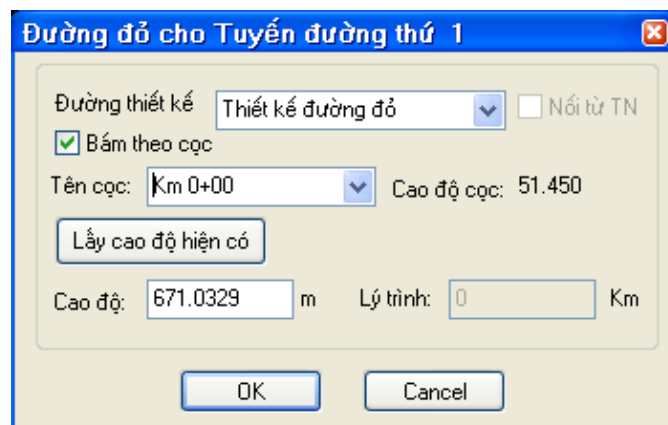 Đường đỏ cho Tuyến đường thứ 1
Đường thiết kế Thiết kế đường đỏ Nối từ TN
Bám theo cọc
Tên cọc: Km 0+00 Cao độ cọc: 51.450
Lấy cao độ hiện có
Cao độ: 671.0329 m Lý trình: 0 Km
OK Cancel